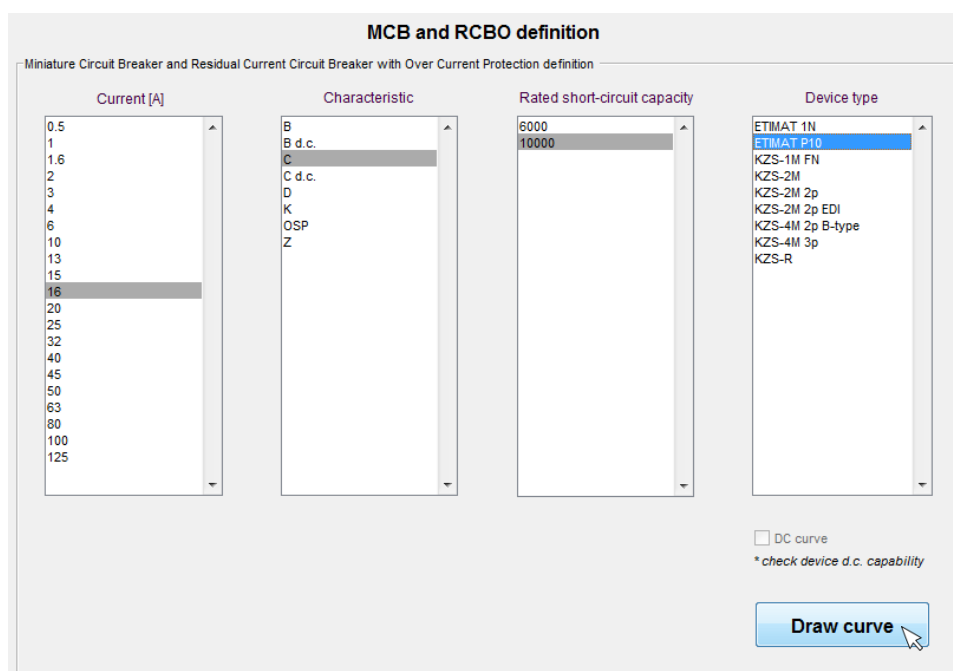 MCB and RCBO definition
Miniature Circuit Breaker and Residual Current Circuit Breaker with Over Current Protection definition
Current [A]
0.5
1
1.6
2
3
4
6
10
13
15
16
20
25
32
40
45
50
63
80
100
125
Characteristic
B
B d.c.
C
C d.c.
D
K
OSP
Z
Rated short-circuit capacity
6000
10000
Device type
ETIMAT 1N
ETIMAT P10
KZS-1M FN
KZS-2M
KZS-2M 2p
KZS-2M 2p EDI
KZS-4M 2p B-type
KZS-4M 3p
KZS-R
DC curve
* check device d.c. capability
Draw curve